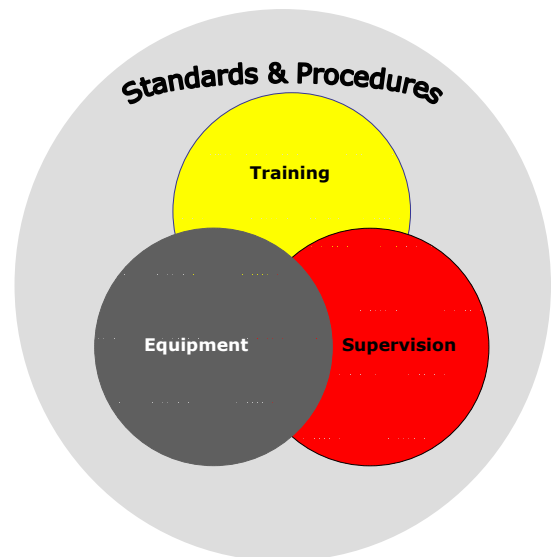 Standards & Procedures
Training
Equipment
Supervision